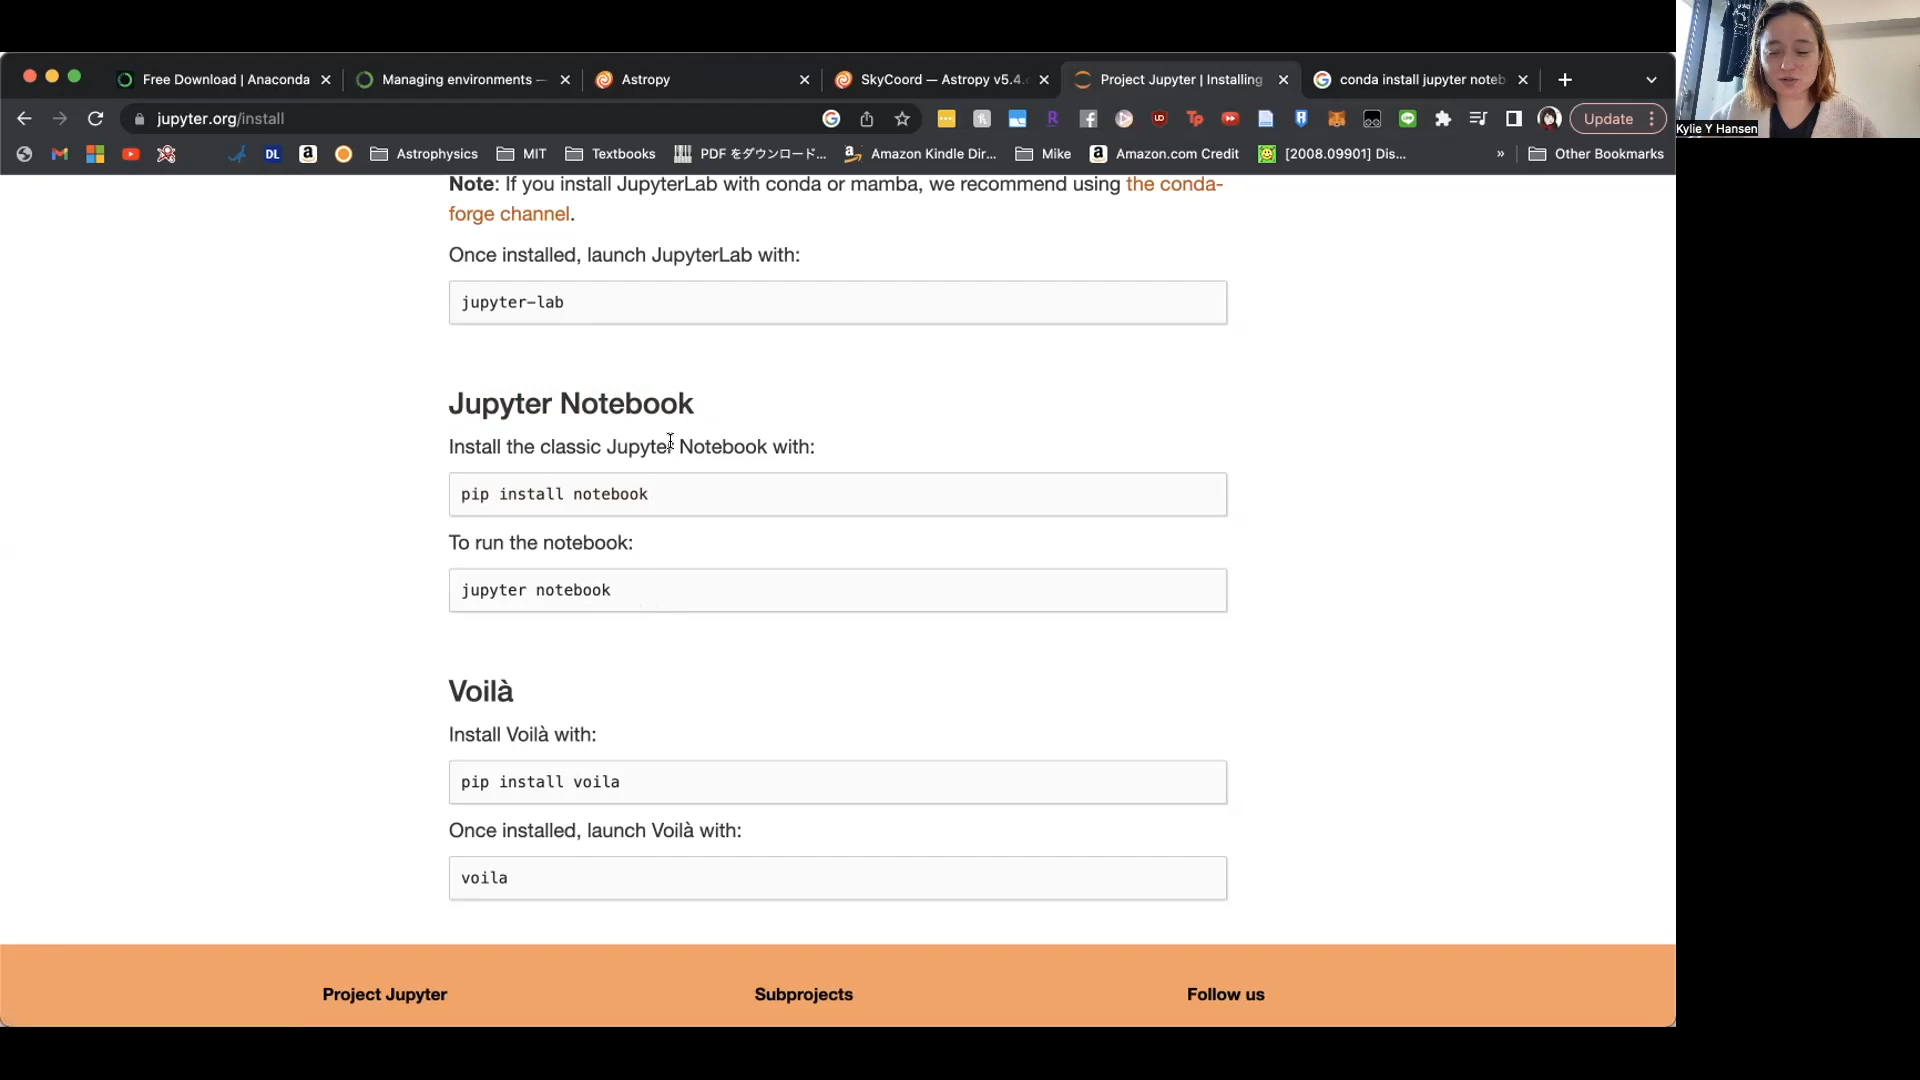 Free Download | Anaconda
Managing environments —
Astropy
SkyCoord — Astropy v5.4.
Project Jupyter | Installing
conda install jupyter noteb
jupyter.org/install
Update
DL
Astrophysics
MIT
Textbooks
PDF をダウンロード...
Amazon Kindle Dir...
Mike
Amazon.com Credit
[2008.09901] Dis...
»
Other Bookmarks
Kylie Y Hansen
Note: If you install JupyterLab with conda or mamba, we recommend using the conda-
forge channel.
Once installed, launch JupyterLab with:
jupyter-lab
Jupyter Notebook
Install the classic Jupyter Notebook with:
pip install notebook
To run the notebook:
jupyter notebook
Voilà
Install Voilà with:
pip install voila
Once installed, launch Voilà with:
voila
Project Jupyter
Subprojects
Follow us